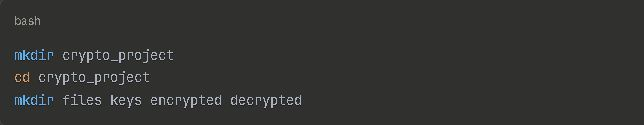 bash
mkdir crypto_project
cd crypto_project
mkdir files keys encrypted decrypted